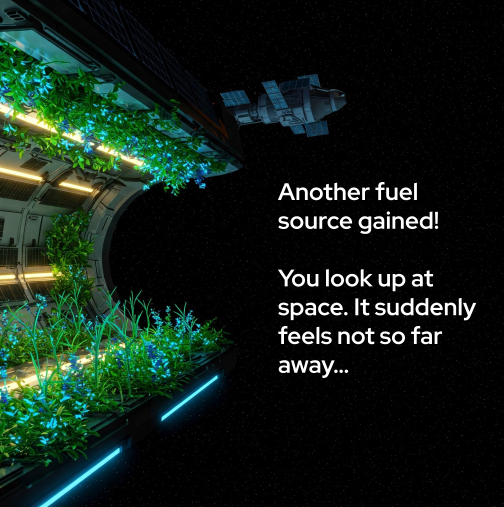 Another fuel
source gained!
You look up at
space. It suddenly
feels not so far
away...